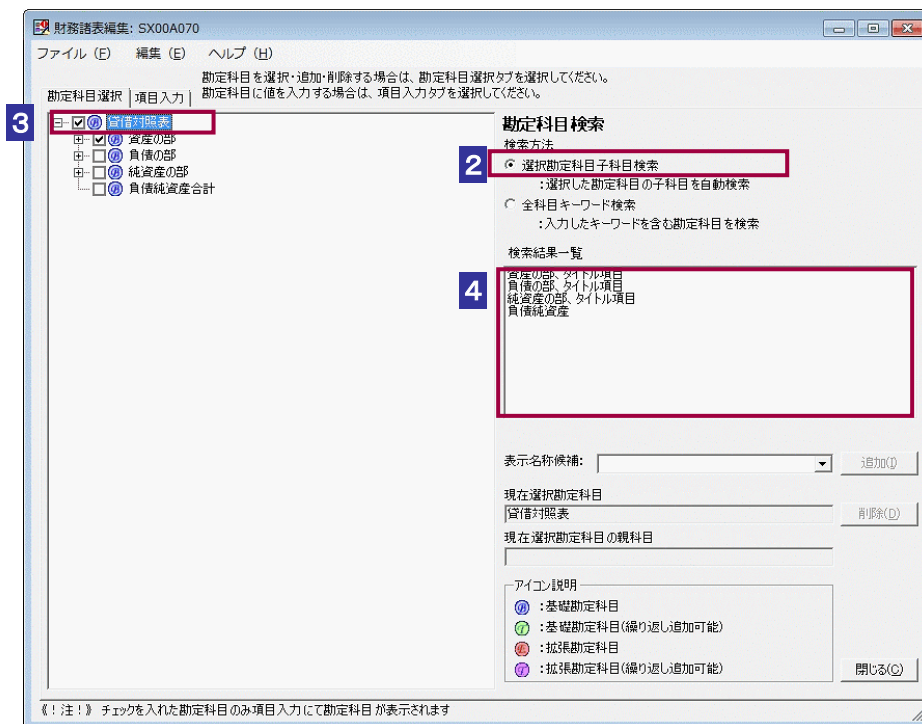 財務諸表編集: SX00A070
ファイル (F) 編集 (E) ヘルプ (H)
勘定科目を選択・追加・削除する場合は、勘定科目選択タブを選択してください。
勘定科目に値を入力する場合は、項目入力タブを選択してください。
勘定科目選択 項目入力
3
貸借対照表
資産の部
負債の部
純資産の部
負債純資産合計
勘定科目検索
検索方法
2
選択勘定科目子科目検索
:選択した勘定科目の子科目を自動検索
全科目キーワード検索
:入力したキーワードを含む勘定科目を検索
検索結果一覧
4
資産の部、タイトル項目
負債の部、タイトル項目
純資産の部、タイトル項目
負債純資産
表示名称候補: 追加(I)
現在選択勘定科目
貸借対照表 削除(D)
現在選択勘定科目の親科目
アイコン説明
B :基礎勘定科目
T :基礎勘定科目(繰り返し追加可能)
E :拡張勘定科目
T :拡張勘定科目(繰り返し追加可能)
閉じる(C)
《！注！》 チェックを入れた勘定科目のみ項目入力にて勘定科目が表示されます